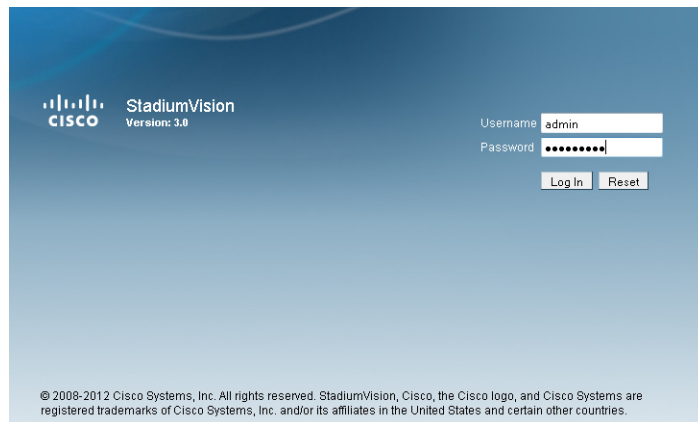 CISCO
StadiumVision
Version: 3.0
Username admin
Password •••••••••
Log In Reset
© 2008-2012 Cisco Systems, Inc. All rights reserved. StadiumVision, Cisco, the Cisco logo, and Cisco Systems are
registered trademarks of Cisco Systems, Inc. and/or its affiliates in the United States and certain other countries.